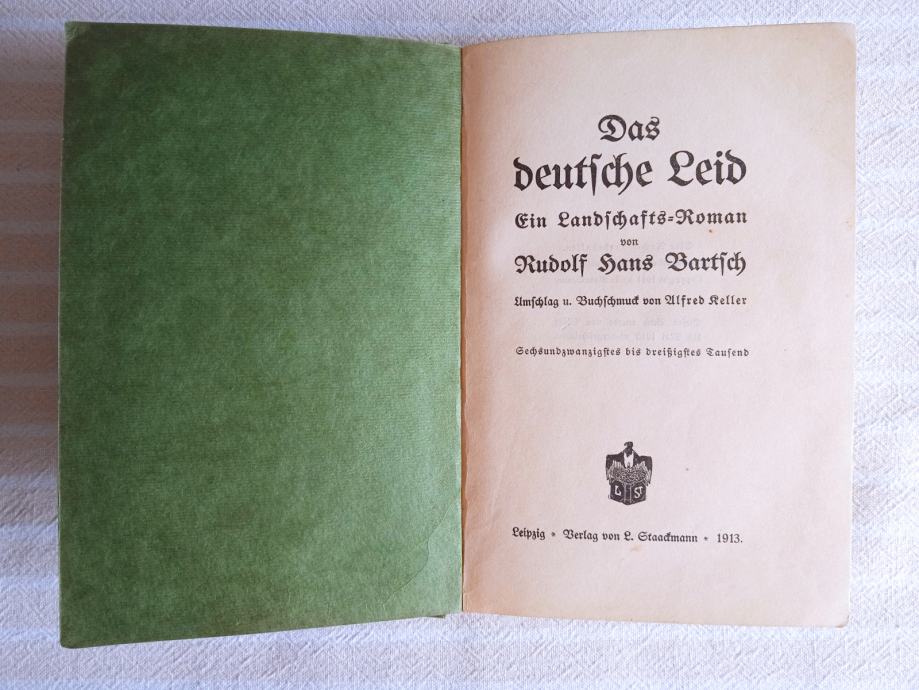 Das
deutsche Leid
Ein Landschafts=Roman
von
Rudolf Hans Bartsch
Umschlag u. Buchschmuck von Alfred Keller
Sechsundzwanzigstes bis dreißigstes Tausend
L ST
Leipzig * Verlag von L. Staackmann * 1913.